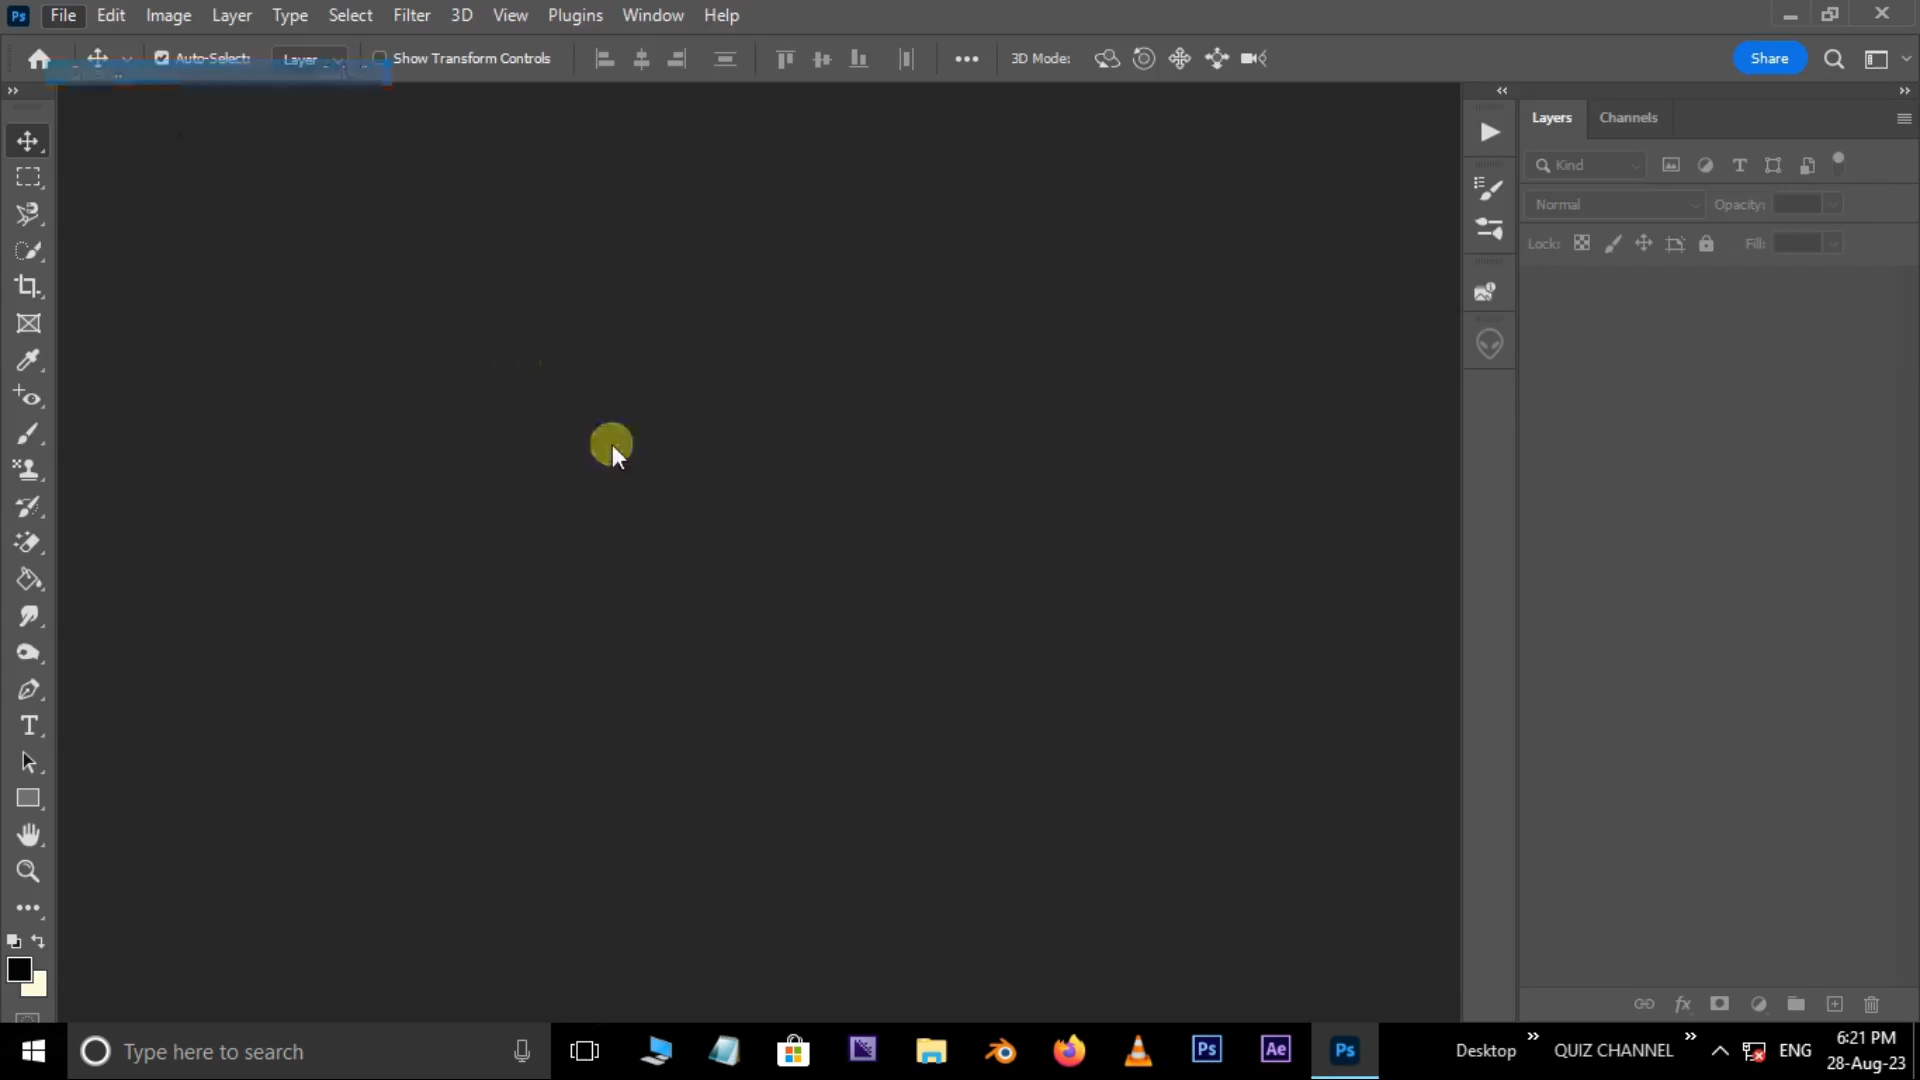 Ps File Edit Image Layer Type Select Filter 3D View Plugins Window Help
Auto-Select: Layer Show Transform Controls 3D Mode: Share
Layers Channels
Kind
Normal Opacity:
Lock: Fill:
Type here to search
Ps Ae Ps
Desktop QUIZ CHANNEL ENG
6:21 PM
28-Aug-23